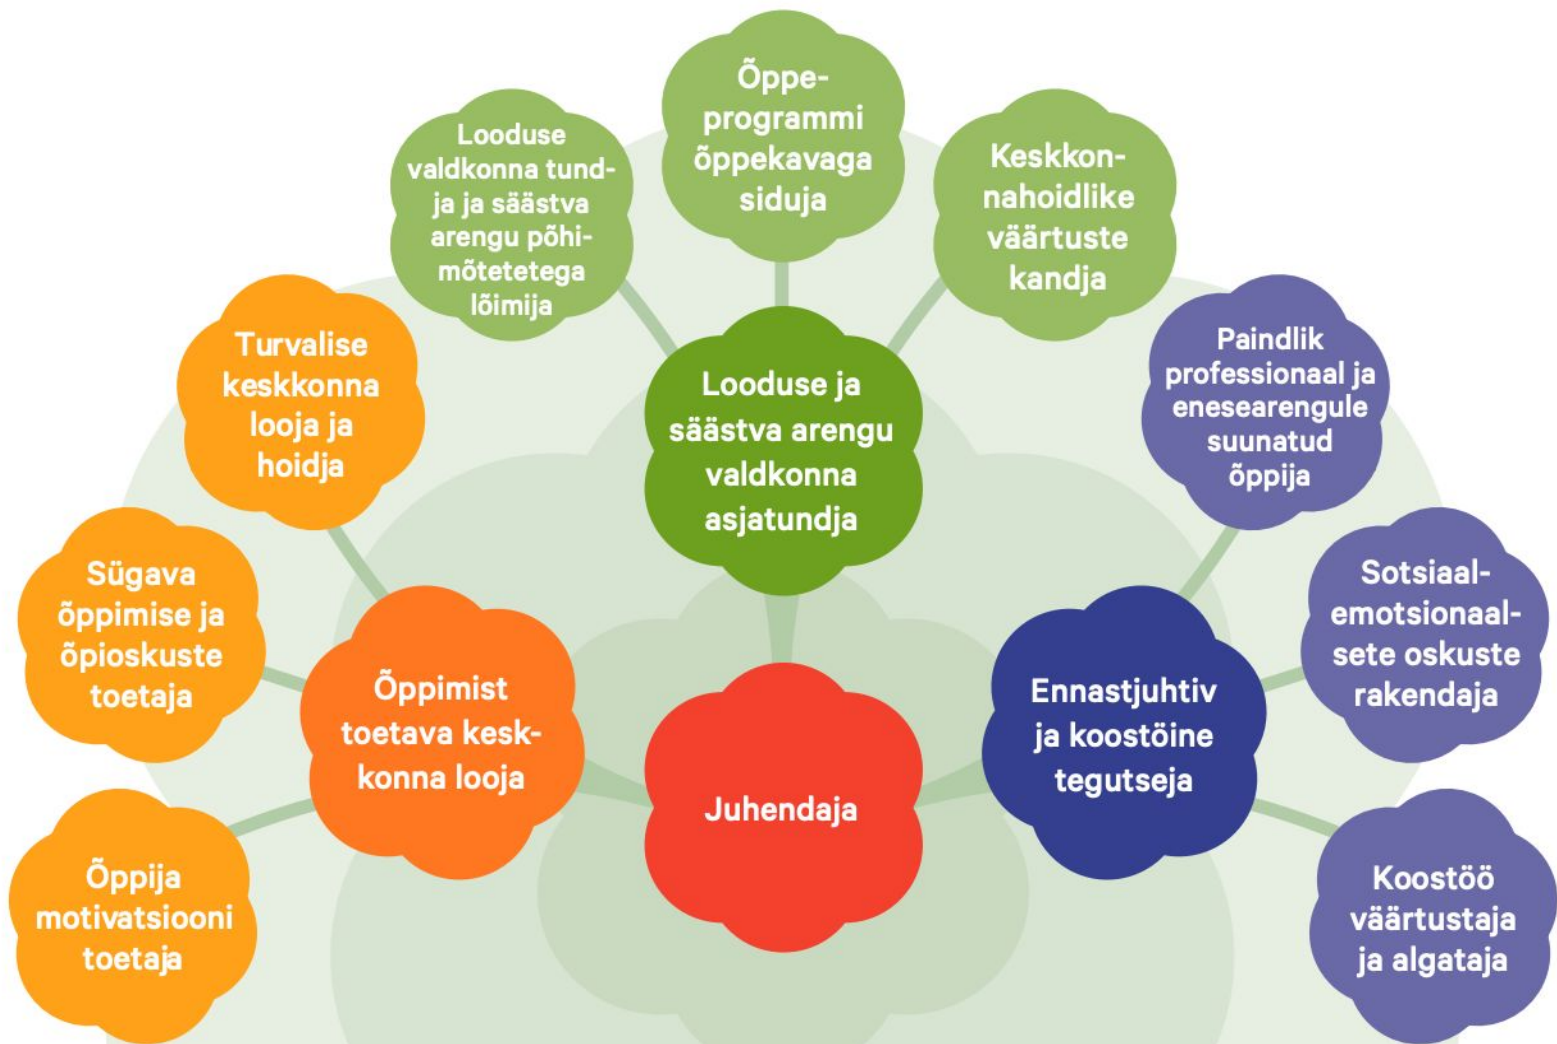 Õppe-
programmi
õppekavaga
siduja
Looduse
valdkonna tund-
ja ja säästva
arengu põhi-
mõtetetega
lõimija
Keskkon-
nahoidlike
väärtuste
kandja
Turvalise
keskkonna
looja ja
hoidja
Looduse ja
säästva arengu
valdkonna
asjatundja
Paindlik
professionaal ja
enesearengule
suunatud
õppija
Sügava
õppimise ja
õpioskuste
toetaja
Õppimist
toetava kesk-
konna looja
Juhendaja
Ennastjuhtiv
ja koostöine
tegutseja
Sotsiaal-
emotsionaal-
sete oskuste
rakendaja
Õppija
motivatsiooni
toetaja
Koostöö
väärtustaja
ja algataja